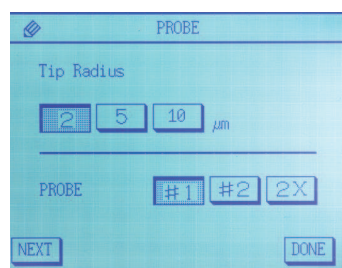 PROBE
Tip Radius
2 5 10 µm
PROBE #1 #2 2X
NEXT DONE